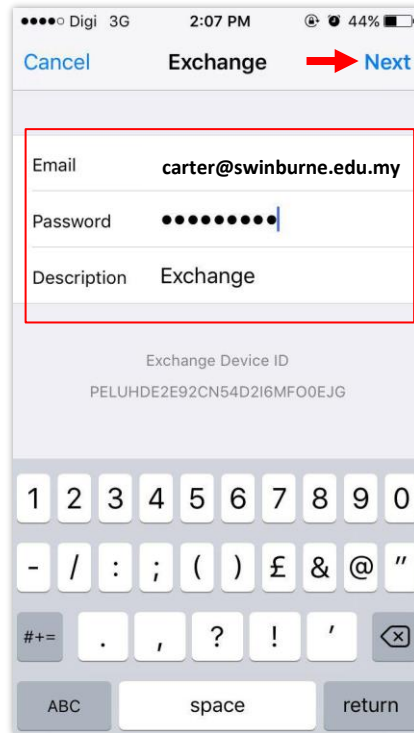 ●●●●○ Digi 3G 2:07 PM 44%
Cancel Exchange Next
Email carter@swinburne.edu.my
Password ●●●●●●●●●
Description Exchange
Exchange Device ID
PELUHDE2E92CN54D2I6MFO0EJG
1 2 3 4 5 6 7 8 9 0
- / : ; ( ) £ & @ "
#+= . , ? ! '
ABC space return